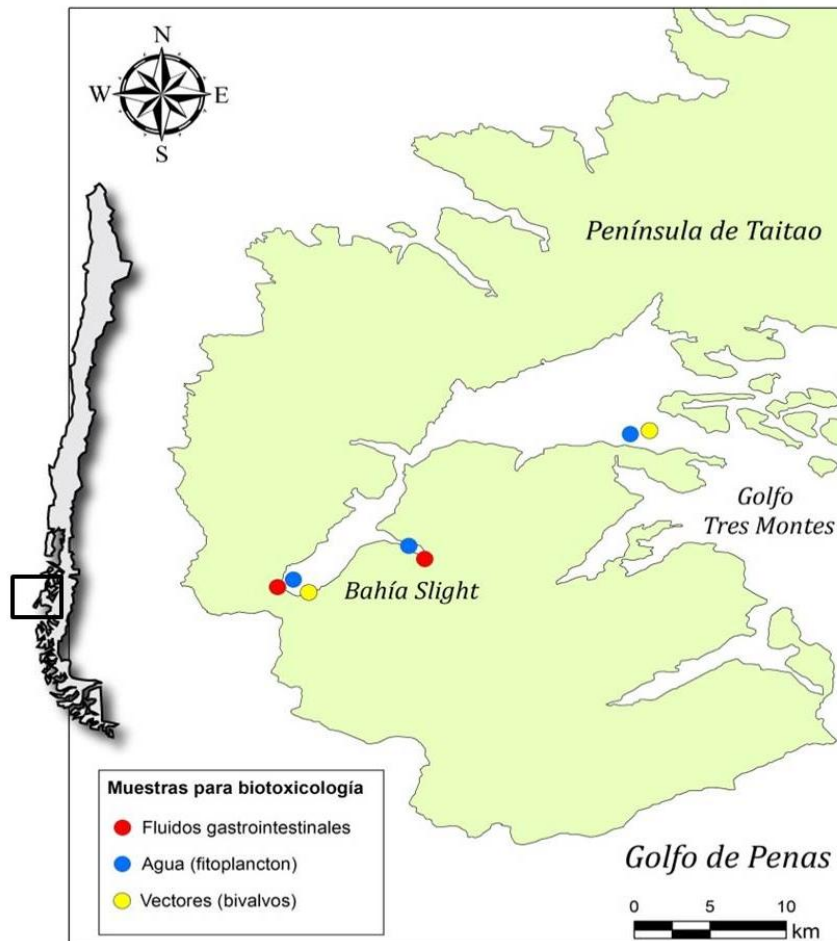 N
W E
S
Península de Taitao
Golfo
Tres Montes
Bahía Slight
Muestras para biotoxicología
Fluidos gastrointestinales
Agua (fitoplancton)
Vectores (bivalvos)
Golfo de Penas
0 5 10
km